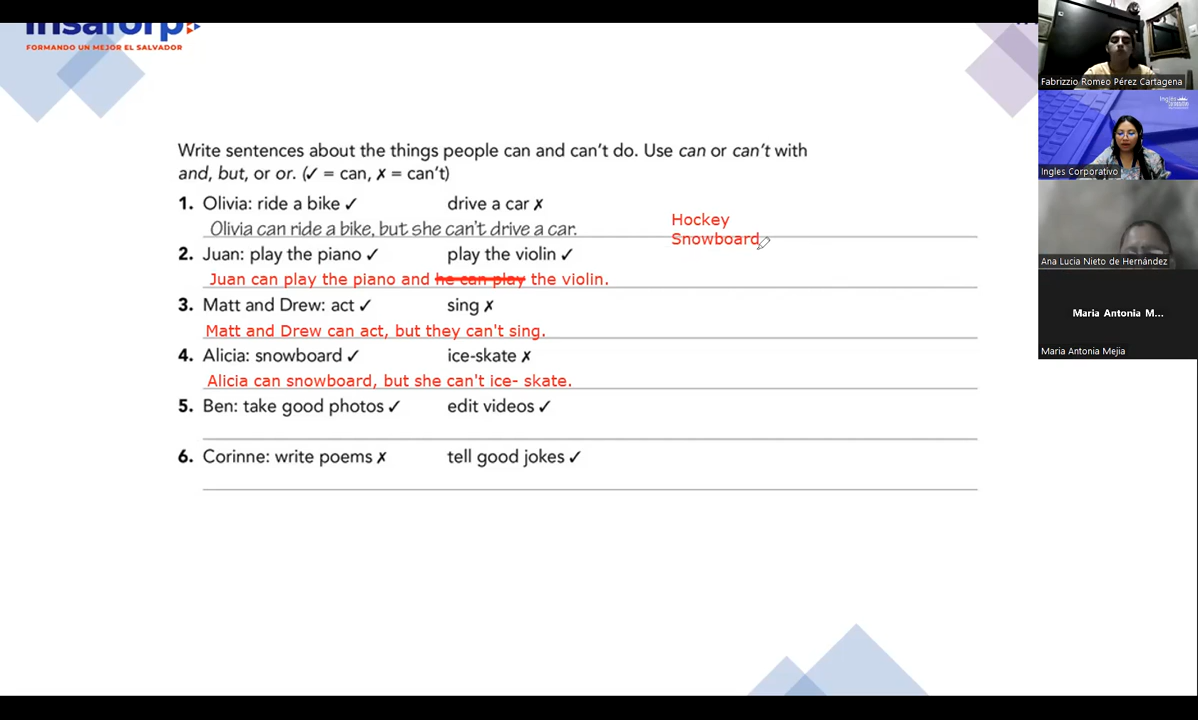 insaforp
FORMANDO UN MEJOR EL SALVADOR
Write sentences about the things people can and can't do. Use can or can't with
and, but, or or. (✓ = can, ✗ = can't)
1. Olivia: ride a bike ✓ drive a car ✗
Olivia can ride a bike, but she can't drive a car.
Hockey
Snowboard
2. Juan: play the piano ✓ play the violin ✓
Juan can play the piano and he can play the violin.
3. Matt and Drew: act ✓ sing ✗
Matt and Drew can act, but they can't sing.
4. Alicia: snowboard ✓ ice-skate ✗
Alicia can snowboard, but she can't ice- skate.
5. Ben: take good photos ✓ edit videos ✓
6. Corinne: write poems ✗ tell good jokes ✓
Fabrizzio Romeo Pérez Cartagena
Ingles Corporativo
Ana Lucia Nieto de Hernández
Maria Antonia M...
Maria Antonia Mejia